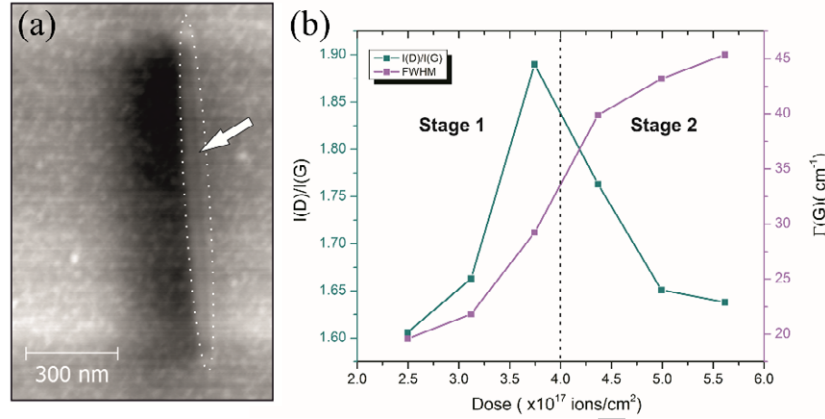 (a)
300 nm
(b)
I(D)/I(G)
FWHM
Stage 1
Stage 2
I(D)/I(G)
1.90
1.85
1.80
1.75
1.70
1.65
1.60
45
40
35
30
25
20
Γ(G)( cm⁻¹)
2.0 2.5 3.0 3.5 4.0 4.5 5.0 5.5 6.0
Dose ( x10¹⁷ ions/cm²)